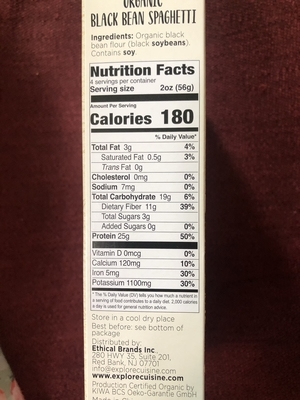 ORGANIC
BLACK BEAN SPAGHETTI
Ingredients: Organic black
bean flour (black soybeans).
Contains soy
Nutrition Facts
4 servings per container
Serving size 2oz (56g)
Amount Per Serving
Calories 180
% Daily Value*
Total Fat 3g 4%
Saturated Fat 0.5g 3%
Trans Fat 0g
Cholesterol 0mg 0%
Sodium 7mg 0%
Total Carbohydrate 19g 6%
Dietary Fiber 11g 39%
Total Sugars 3g
Added Sugars 0g 0%
Protein 25g 50%
Vitamin D 0mcg 0%
Calcium 120mg 10%
Iron 5mg 30%
Potassium 1100mg 30%
* The % Daily Value (DV) tells you how much a nutrient in
a serving of food contributes to a daily diet. 2,000 calories
a day is used for general nutrition advice.
Store in a cool dry place
Best before: see bottom of
package
Distributed by
Ethical Brands Inc.
280 HWY 35, Suite 201,
Red Bank, NJ 07701
info@explorecuisine.com
www.explorecuisine.com
Production Certified Organic by
KIWA BCS Oeko-Garantie GmbH